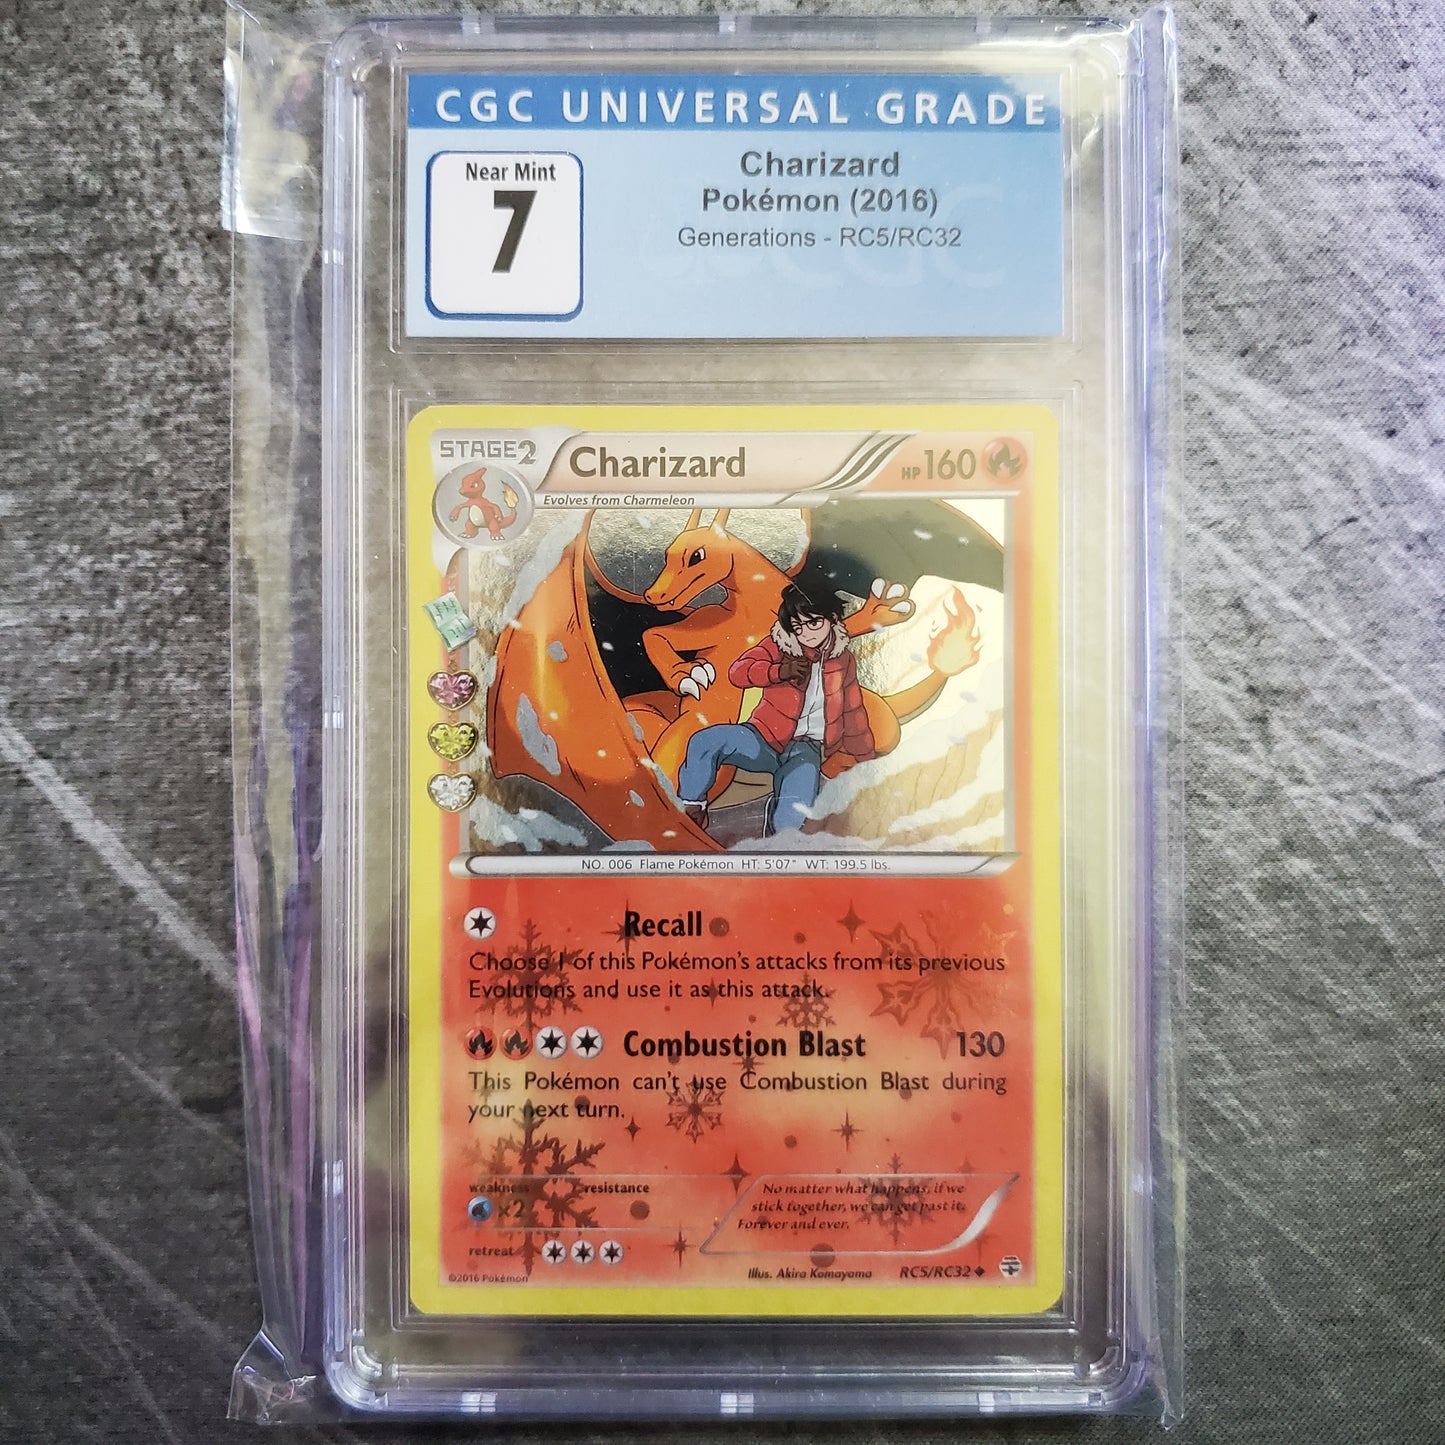 CGC UNIVERSAL GRADE
Near Mint
7
Charizard
Pokémon (2016)
Generations - RC5/RC32
CGC
STAGE2
Charizard
HP160
Evolves from Charmeleon
NO. 006 Flame Pokémon HT: 5'07" WT: 199.5 lbs.
Recall
Choose 1 of this Pokémon's attacks from its previous
Evolutions and use it as this attack.
Combustion Blast 130
This Pokémon can't use Combustion Blast during
your next turn.
weakness resistance
×2
No matter what happens, if we
stick together, we can get past it.
Forever and ever.
retreat
©2016 Pokémon
Illus. Akira Komayama RC5/RC32